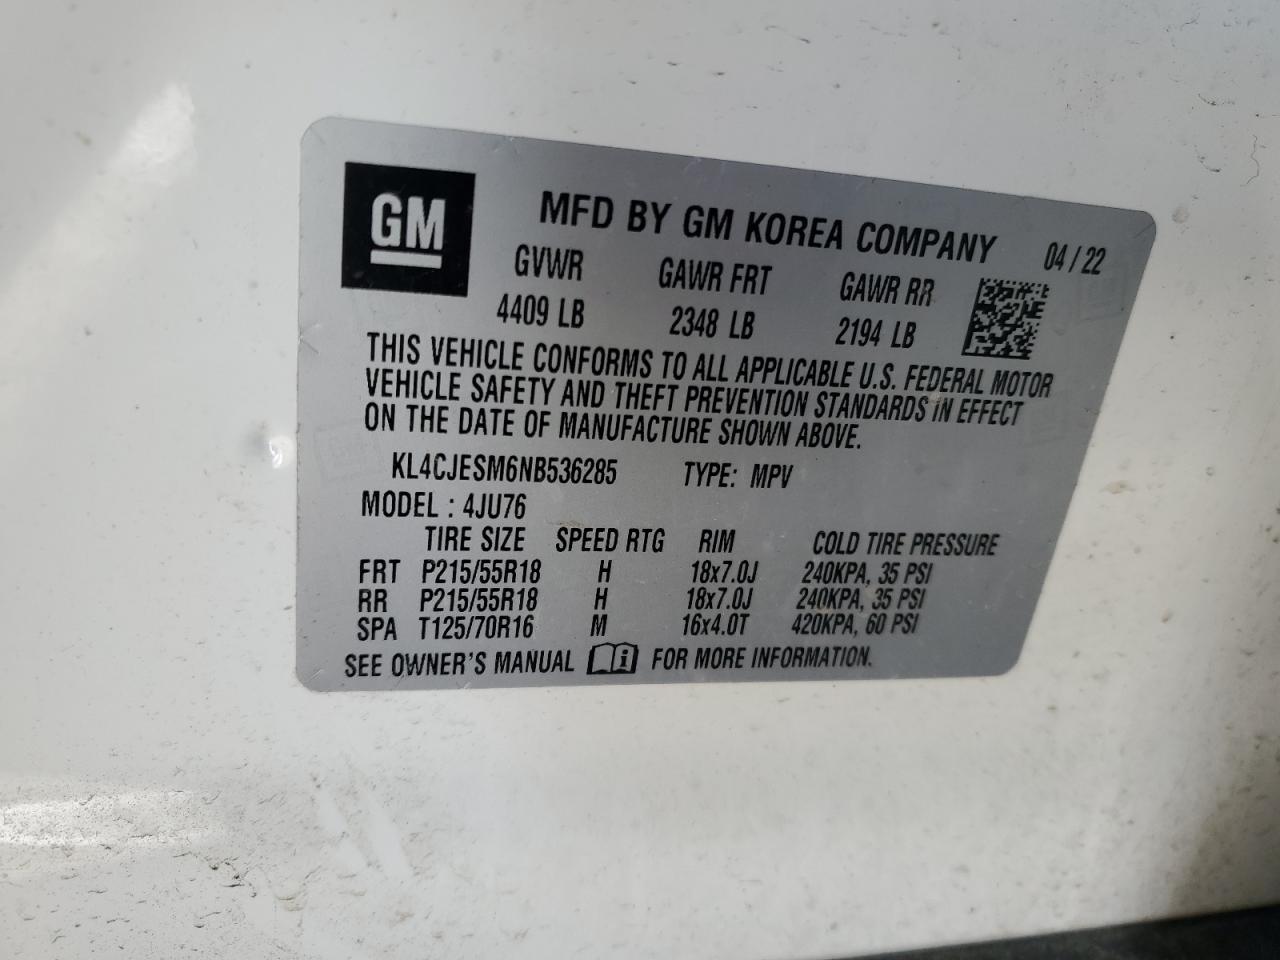 GM
MFD BY GM KOREA COMPANY 04 / 22
GVWR GAWR FRT GAWR RR
4409 LB 2348 LB 2194 LB
THIS VEHICLE CONFORMS TO ALL APPLICABLE U.S. FEDERAL MOTOR
VEHICLE SAFETY AND THEFT PREVENTION STANDARDS IN EFFECT
ON THE DATE OF MANUFACTURE SHOWN ABOVE.
KL4CJESM6NB536285 TYPE: MPV
MODEL : 4JU76
TIRE SIZE SPEED RTG RIM COLD TIRE PRESSURE
FRT P215/55R18 H 18x7.0J 240KPA, 35 PSI
RR P215/55R18 H 18x7.0J 240KPA, 35 PSI
SPA T125/70R16 M 16x4.0T 420KPA, 60 PSI
SEE OWNER'S MANUAL i FOR MORE INFORMATION.